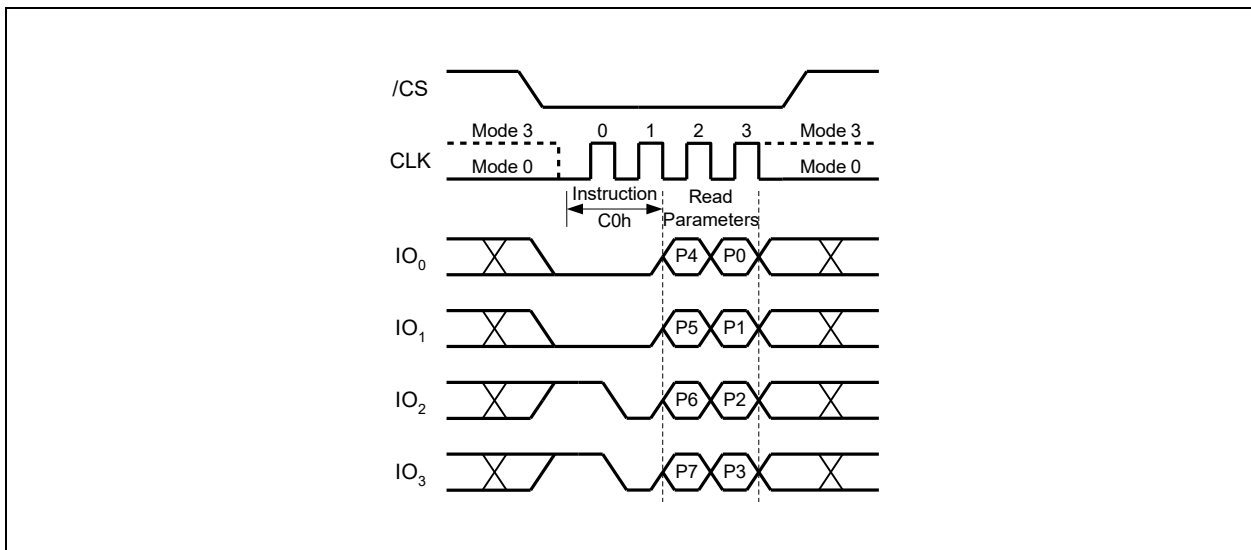 /CS
Mode 3 0 1 2 3 Mode 3
CLK
Mode 0 Mode 0
Instruction Read
C0h Parameters
IO0 P4 P0
IO1 P5 P1
IO2 P6 P2
IO3 P7 P3